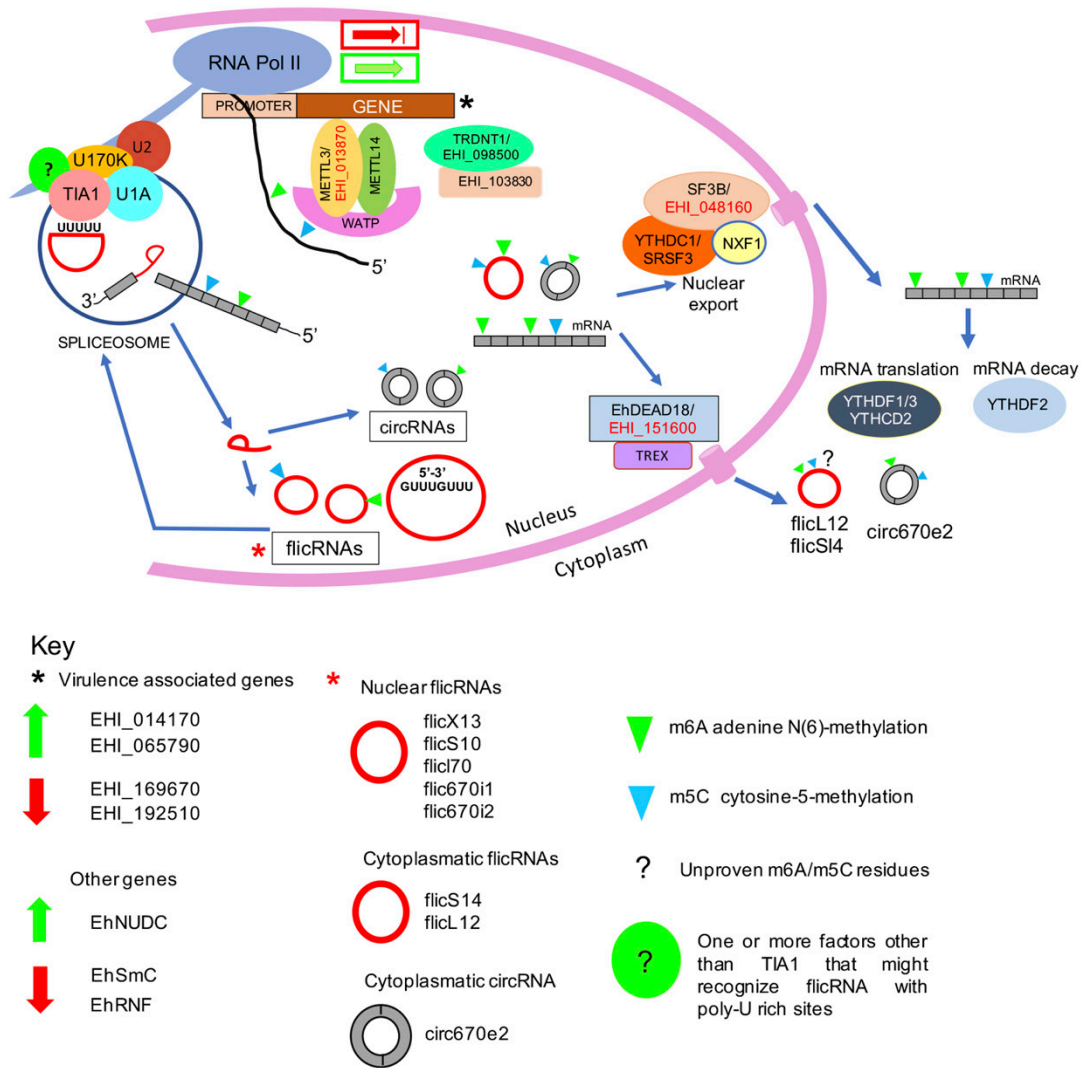 RNA Pol II
PROMOTER
GENE
*
U2
?
U170K
TIA1
U1A
UUUUU
3’
5’
SPLICEOSOME
METTL3/
EHI_013870
METTL14
WATP
5’
TRDNT1/
EHI_098500
EHI_103830
SF3B/
EHI_048160
YTHDC1/
SRSF3
NXF1
Nuclear
export
mRNA
mRNA
mRNA translation
mRNA decay
YTHDF1/3
YTHCD2
YTHDF2
circRNAs
EhDEAD18/
EHI_151600
TREX
5’-3’
GUUUGUUU
* flicRNAs
Nucleus
Cytoplasm
?
flicL12
flicSI4
circ670e2
Key
* Virulence associated genes
EHI_014170
EHI_065790
EHI_169670
EHI_192510
Other genes
EhNUDC
EhSmC
EhRNF
* Nuclear flicRNAs
flicX13
flicS10
flicI70
flic670i1
flic670i2
Cytoplasmatic flicRNAs
flicS14
flicL12
Cytoplasmatic circRNA
circ670e2
m6A adenine N(6)-methylation
m5C cytosine-5-methylation
? Unproven m6A/m5C residues
?
One or more factors other
than TIA1 that might
recognize flicRNA with
poly-U rich sites